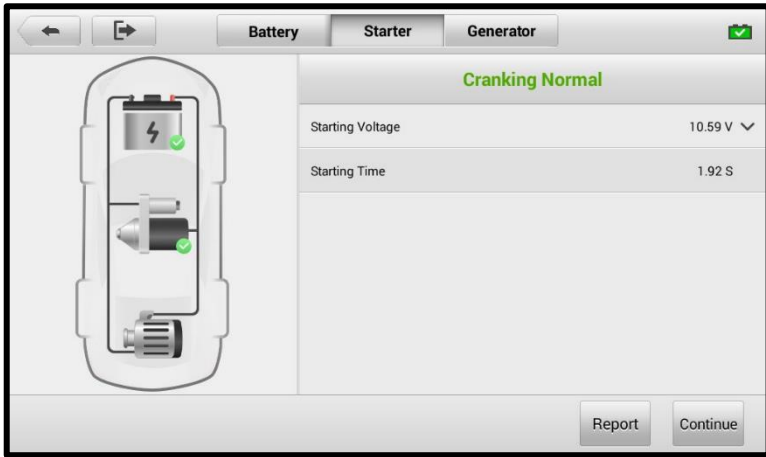 Battery Starter Generator
Cranking Normal
Starting Voltage 10.59 V
Starting Time 1.92 S
Report Continue